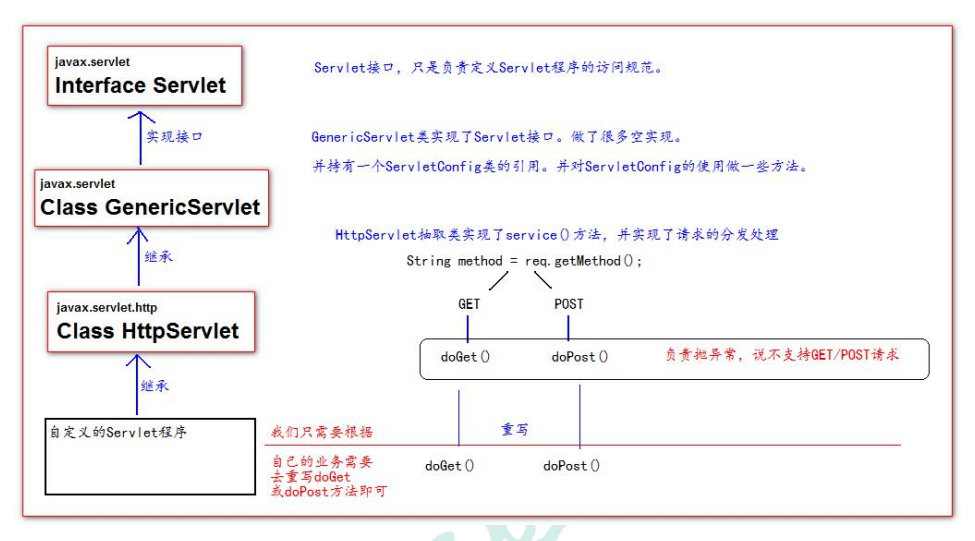 javax.servlet
Interface Servlet
Servlet接口，只是负责定义Servlet程序的访问规范。
实现接口
GenericServlet类实现了Servlet接口。做了很多空实现。
并持有一个ServletConfig类的引用。并对ServletConfig的使用做一些方法。
javax.servlet
Class GenericServlet
HttpServlet抽取类实现了service()方法，并实现了请求的分发处理
继承
String method = req.getMethod();
javax.servlet.http
Class HttpServlet
GET
POST
doGet()
doPost()
负责抛异常，说不支持GET/POST请求
继承
自定义的Servlet程序
我们只需要根据
重写
自己的业务需要
去重写doGet
或doPost方法即可
doGet()
doPost()